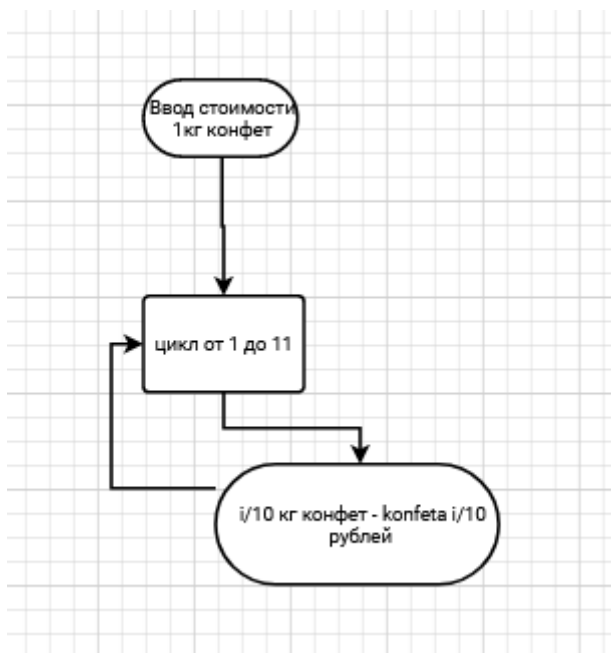 Ввод стоимости
1кг конфет
цикл от 1 до 11
i/10 кг конфет - konfeta i/10
рублей